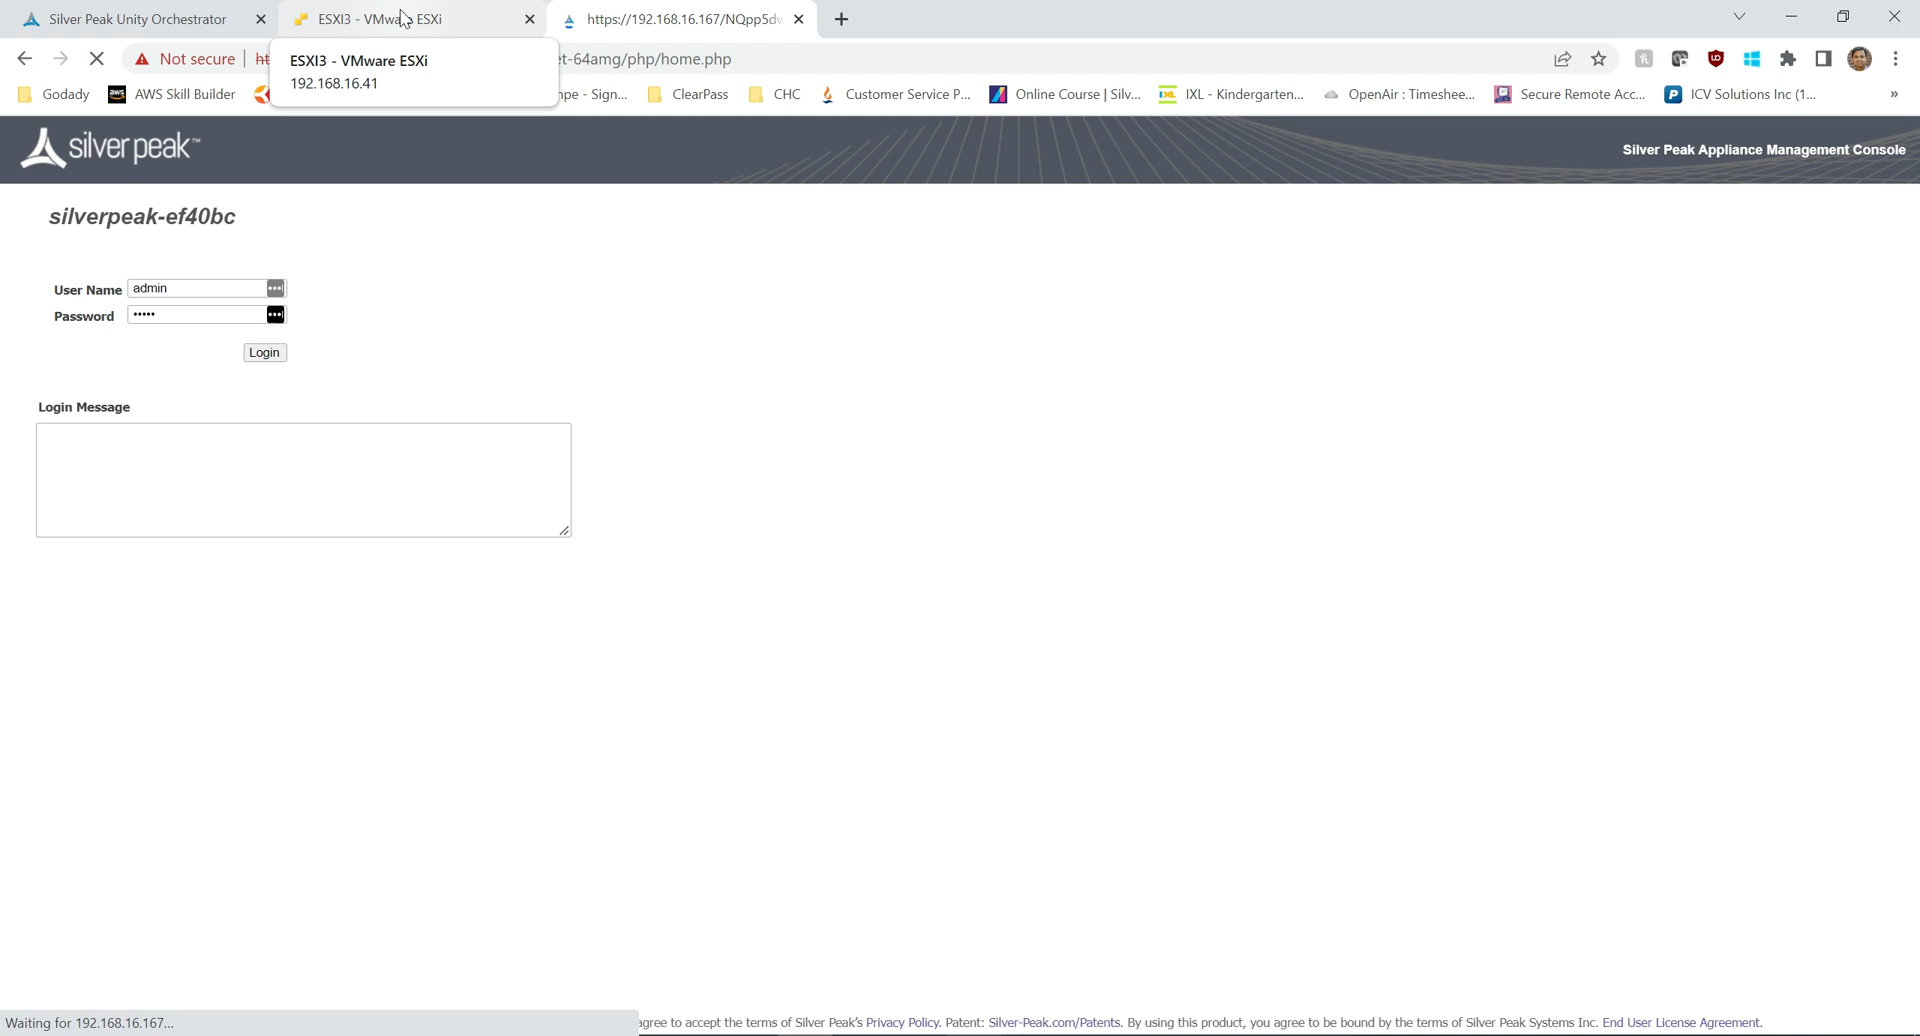 Silver Peak Unity Orchestrator
ESXI3 - VMware ESXi
https://192.168.16.167/NQpp5dv
Not secure
ht
et-64amg/php/home.php
ESXI3 - VMware ESXi
192.168.16.41
Godady
AWS Skill Builder
npe - Sign...
ClearPass
CHC
Customer Service P...
Online Course | Silv...
IXL - Kindergarten...
OpenAir : Timeshee...
Secure Remote Acc...
ICV Solutions Inc (1...
»
silver peak™
Silver Peak Appliance Management Console
silverpeak-ef40bc
User Name admin
Password •••••
Login
Login Message
Waiting for 192.168.16.167...
agree to accept the terms of Silver Peak's Privacy Policy. Patent: Silver-Peak.com/Patents. By using this product, you agree to be bound by the terms of Silver Peak Systems Inc. End User License Agreement.